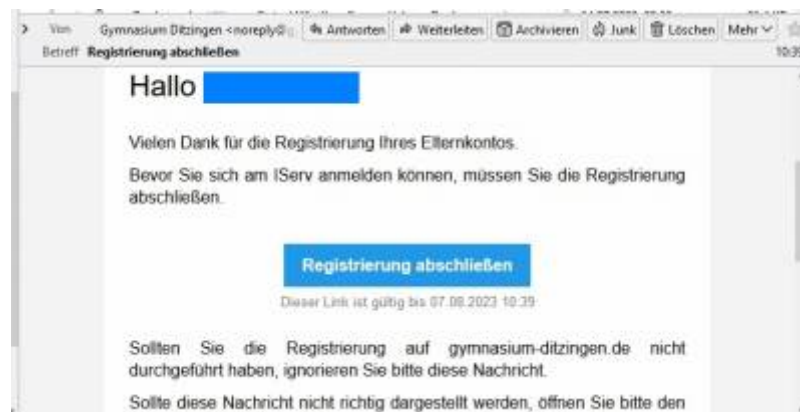 Von Gymnasium Ditzingen <noreply@ Antworten Weiterleiten Archivieren Junk Löschen Mehr
Betreff Registrierung abschließen 10:39
Hallo
Vielen Dank für die Registrierung Ihres Elternkontos.
Bevor Sie sich am IServ anmelden können, müssen Sie die Registrierung
abschließen.
Registrierung abschließen
Dieser Link ist gültig bis 07.08.2023 10:39
Sollten Sie die Registrierung auf gymnasium-ditzingen.de nicht
durchgeführt haben, ignorieren Sie bitte diese Nachricht.
Sollte diese Nachricht nicht richtig dargestellt werden, öffnen Sie bitte den